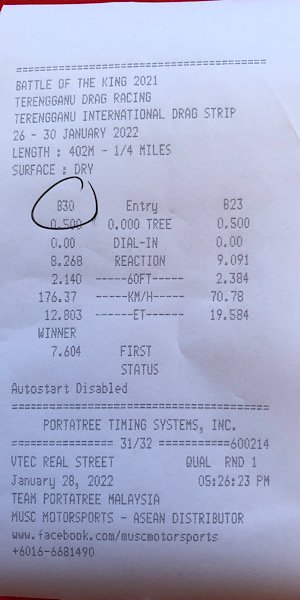 ========================================
BATTLE OF THE KING 2021
TERENGGANU DRAG RACING
TERENGGANU INTERNATIONAL DRAG STRIP
26 - 30 JANUARY 2022
LENGTH : 402M - 1/4 MILES
SURFACE : DRY
B30 Entry B23
0.500 0.000 TREE 0.500
0.00 DIAL-IN 0.00
8.268 REACTION 9.091
2.140 -----60FT----- 2.384
176.37 -----KM/H----- 70.78
12.803 ------ET------ 19.584
WINNER
7.604 FIRST
STATUS
Autostart Disabled
========================================
PORTATREE TIMING SYSTEMS, INC.
================ 31/32 ===========600214
VTEC REAL STREET QUAL RND 1
January 28, 2022 05:26:23 PM
TEAM PORTATREE MALAYSIA
MUSC MOTORSPORTS - ASEAN DISTRIBUTOR
www.facebook.com/muscmotorsports
+6016-6681490